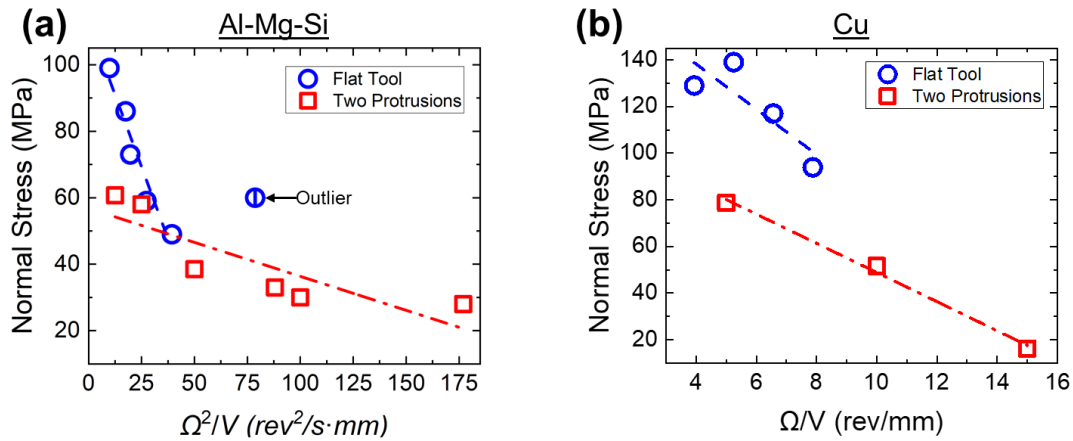 (a) Al-Mg-Si
Normal Stress (MPa)
100
80
60
40
20
Flat Tool
Two Protrusions
Outlier
0 25 50 75 100 125 150 175
Ω²/V (rev²/s·mm)
(b) Cu
Normal Stress (MPa)
140
120
100
80
60
40
20
Flat Tool
Two Protrusions
4 6 8 10 12 14 16
Ω/V (rev/mm)